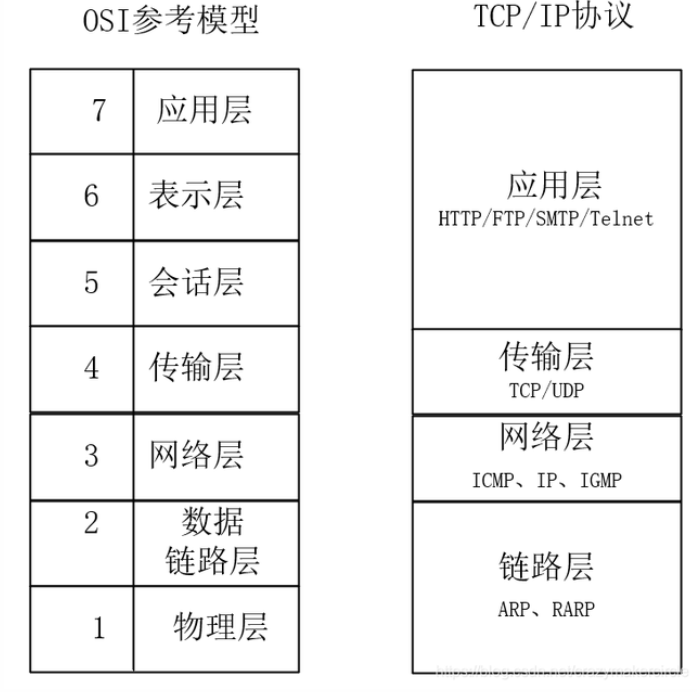 OSI参考模型
7 应用层
6 表示层
5 会话层
4 传输层
3 网络层
2 数据
链路层
1 物理层
TCP/IP协议
应用层
HTTP/FTP/SMTP/Telnet
传输层
TCP/UDP
网络层
ICMP、IP、IGMP
链路层
ARP、RARP